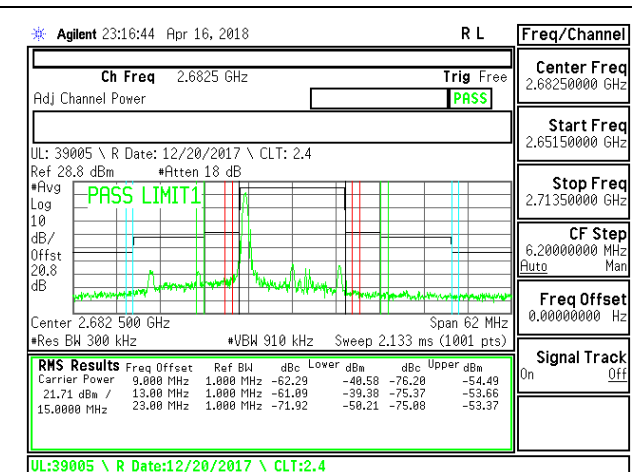 Agilent 23:16:44 Apr 16, 2018 R L
Freq/Channel
Ch Freq 2.6825 GHz Trig Free
Adj Channel Power PASS
UL: 39005 \ R Date: 12/20/2017 \ CLT: 2.4
Ref 28.8 dBm #Atten 18 dB
#Avg
Log
10
dB/
Offst
20.8
dB
PASS LIMIT1
Center 2.682 500 GHz Span 62 MHz
#Res BW 300 kHz #VBW 910 kHz Sweep 2.133 ms (1001 pts)
RMS Results Freq Offset Ref BW dBc Lower dBm dBc Upper dBm
Carrier Power 9.000 MHz 1.000 MHz -62.29 -40.58 -76.20 -54.49
21.71 dBm / 13.00 MHz 1.000 MHz -61.09 -39.38 -75.37 -53.66
15.0000 MHz 23.00 MHz 1.000 MHz -71.92 -50.21 -75.08 -53.37
UL:39005 \ R Date:12/20/2017 \ CLT:2.4
Center Freq
2.68250000 GHz
Start Freq
2.65150000 GHz
Stop Freq
2.71350000 GHz
CF Step
6.20000000 MHz
Auto Man
Freq Offset
0.00000000 Hz
Signal Track
On Off